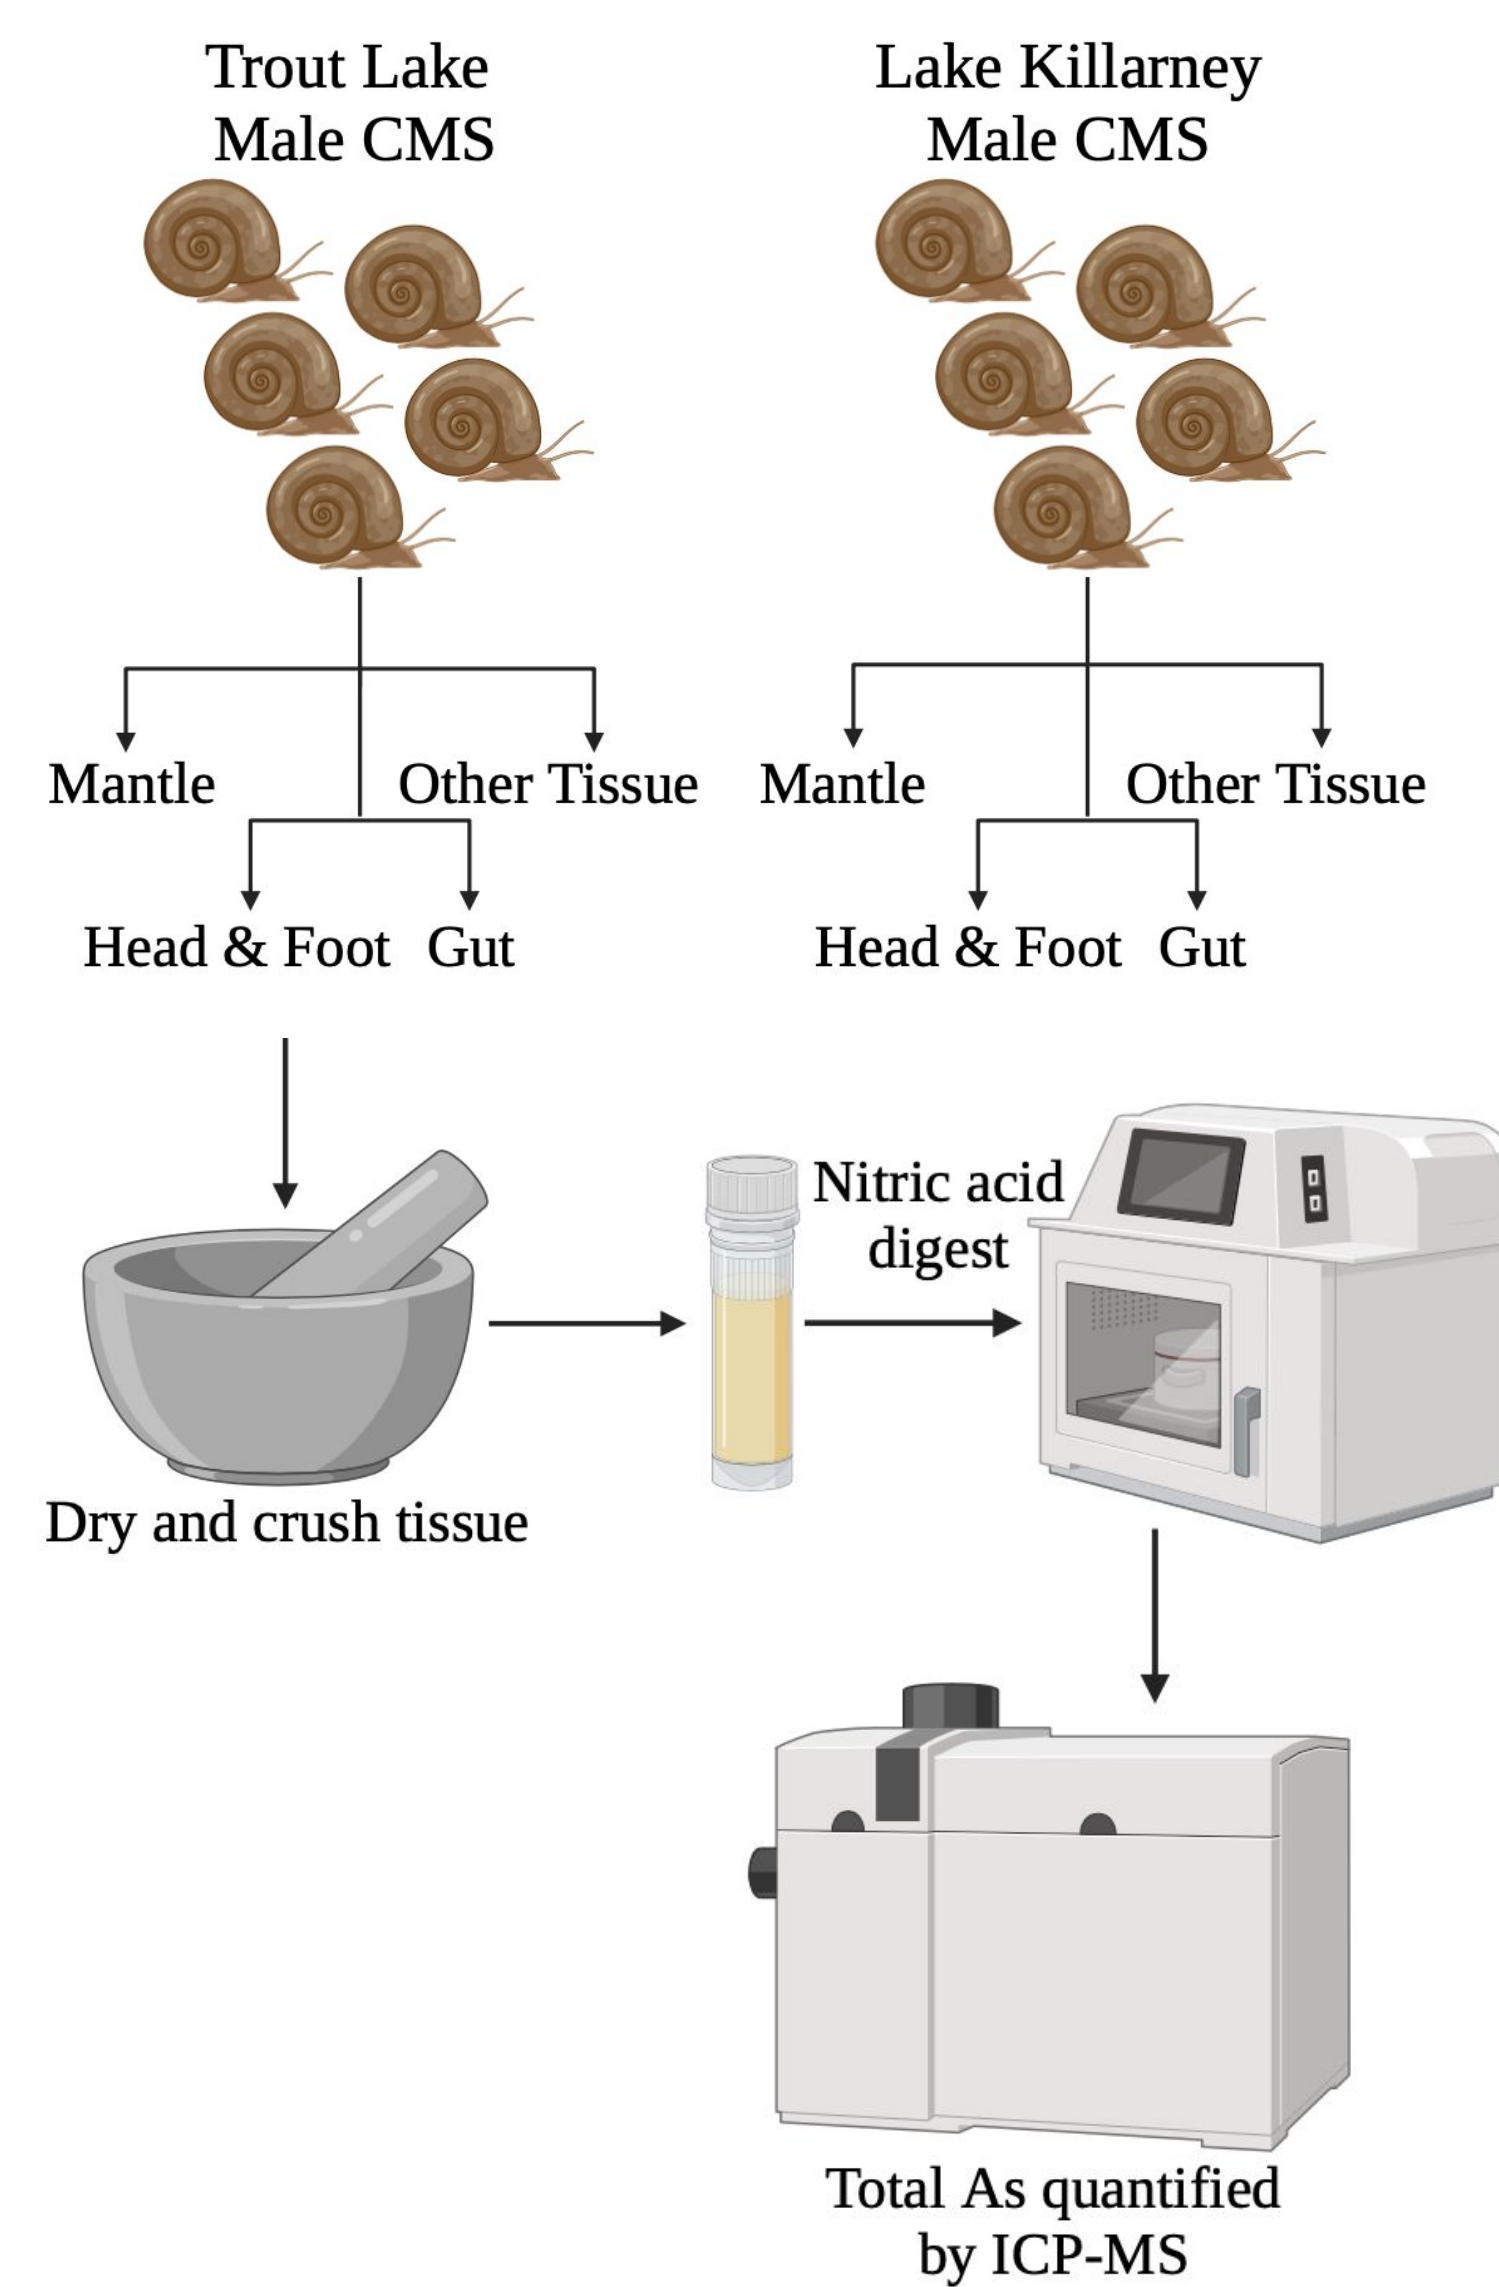 Trout Lake
Male CMS
Lake Killarney
Male CMS
Mantle
Other Tissue
Head & Foot
Gut
Mantle
Other Tissue
Head & Foot
Gut
Dry and crush tissue
Nitric acid
digest
Total As quantified
by ICP-MS